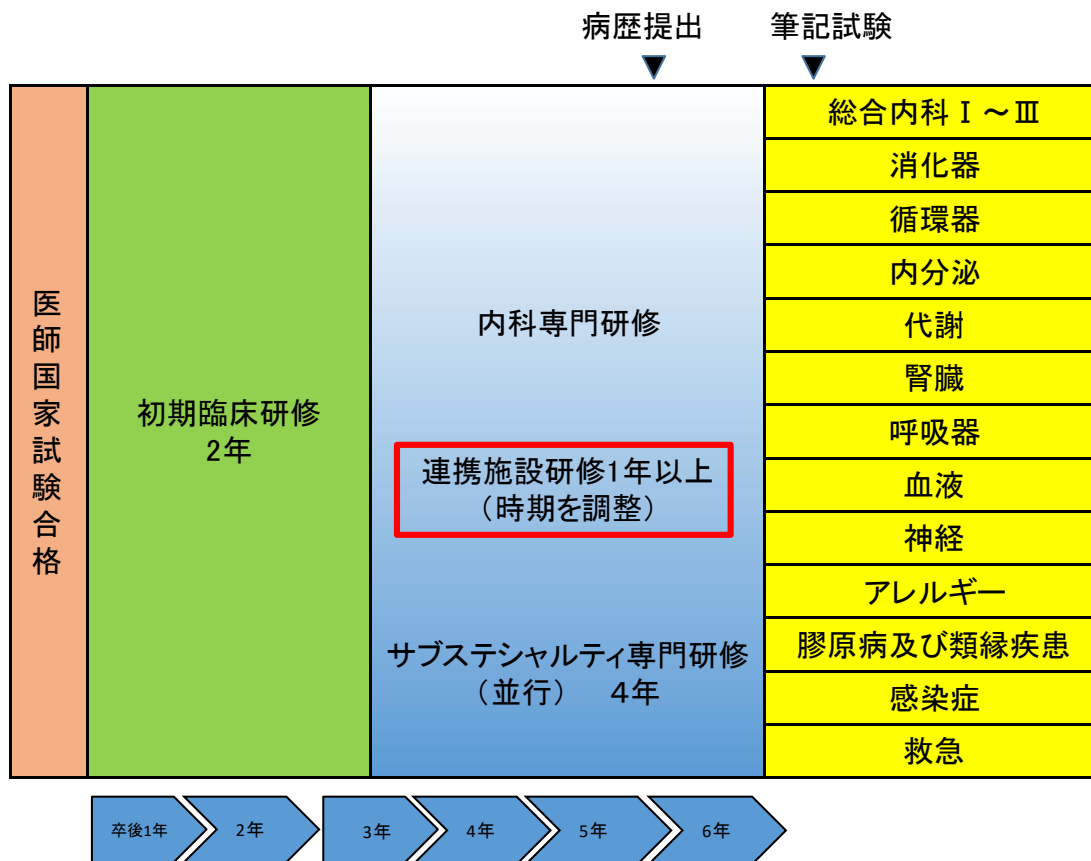 病歴提出
筆記試験
医師国家試験合格
初期臨床研修
2年
内科専門研修
連携施設研修1年以上
（時期を調整）
サブステシャルティ専門研修
（並行）　4年
総合内科Ⅰ～Ⅲ
消化器
循環器
内分泌
代謝
腎臓
呼吸器
血液
神経
アレルギー
膠原病及び類縁疾患
感染症
救急
卒後1年
2年
3年
4年
5年
6年